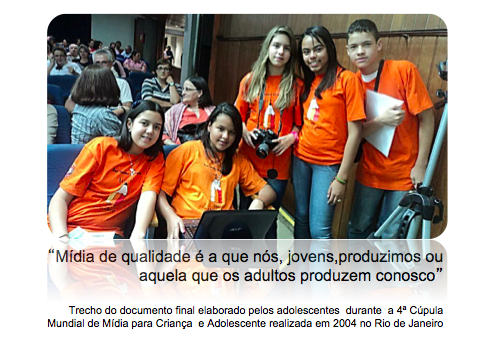 “Mídia de qualidade é a que nós, jovens,produzimos ou
aquela que os adultos produzem conosco”
Trecho do documento final elaborado pelos adolescentes durante a 4ª Cúpula
Mundial de Mídia para Criança e Adolescente realizada em 2004 no Rio de Janeiro